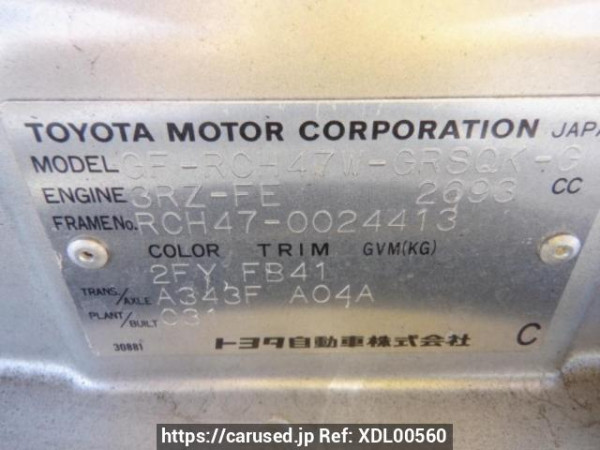 TOYOTA MOTOR CORPORATION JAPA
MODEL GF-RCH47W-GRSQK-G
ENGINE 3RZ-FE 2693 CC
FRAME No. RCH47-0024413
COLOR TRIM GVM(KG)
2FY, FB41
TRANS./AXLE A343F A04A
PLANT/BUILT C31
30881 トヨタ自動車株式会社 C
https://carused.jp Ref: XDL00560